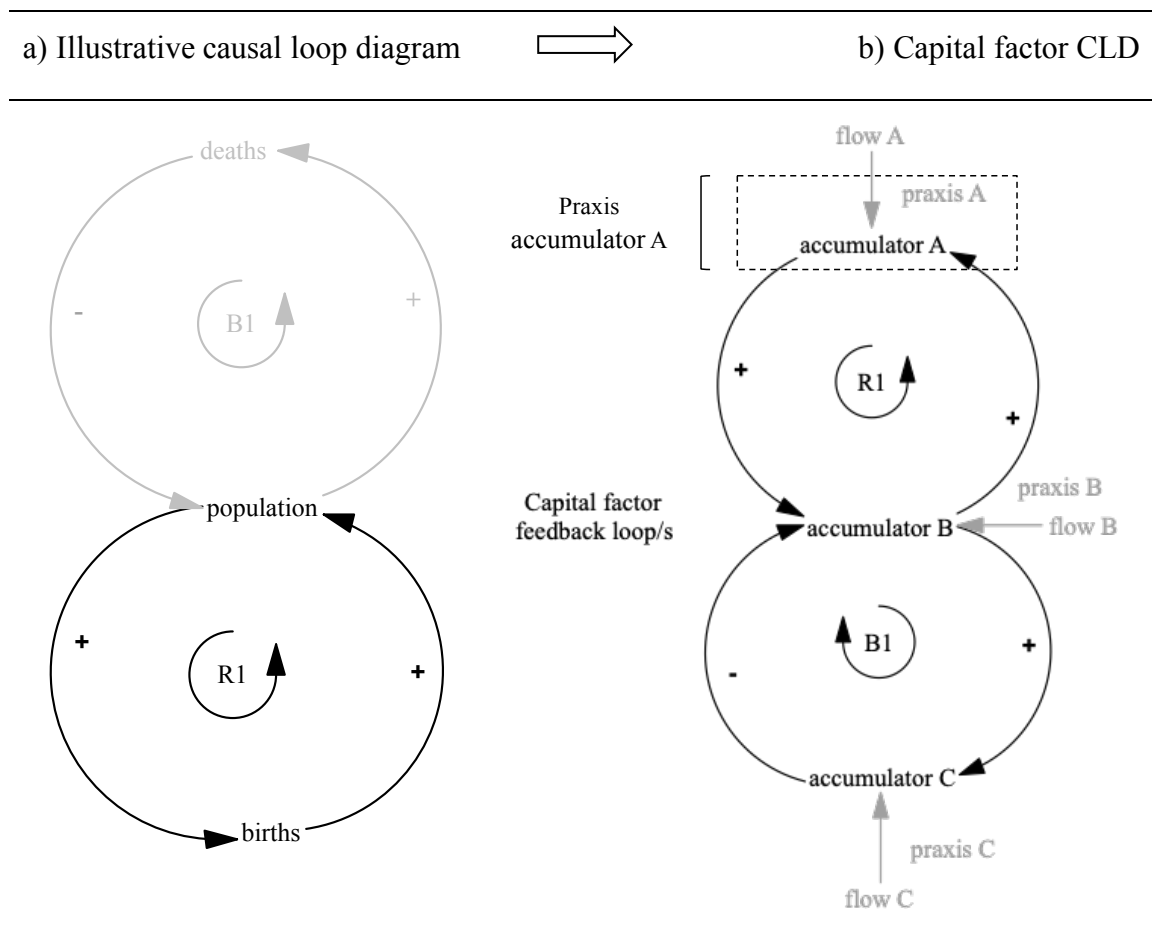 a) Illustrative causal loop diagram
b) Capital factor CLD
deaths
-
+
B1
population
+
+
R1
births
flow A
praxis A
Praxis
accumulator A
accumulator A
+
R1
+
Capital factor
feedback loop/s
praxis B
accumulator B
flow B
B1
+
-
accumulator C
praxis C
flow C